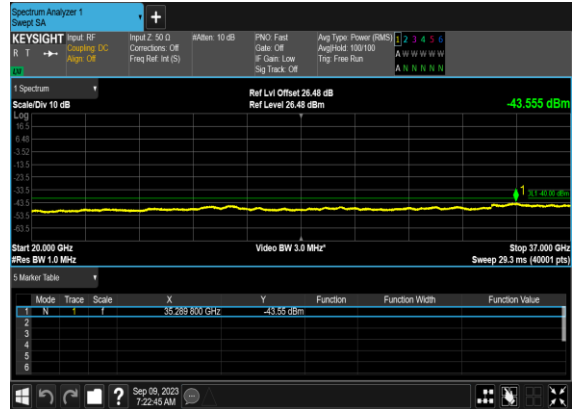 Spectrum Analyzer 1
Swept SA
KEYSIGHT Input: RF Input Z: 50 Ω #Atten: 10 dB PNO: Fast Avg Type: Power (RMS) 1 2 3 4 5 6
R T Coupling: DC Corrections: Off Gate: Off Avg|Hold: 100/100 A W W W W W
Align: Off Freq Ref: Int (S) IF Gain: Low Trig: Free Run
Sig Track: Off A N N N N N
1 Spectrum
Scale/Div 10 dB
Ref Lvl Offset 26.48 dB
Ref Level 26.48 dBm
-43.555 dBm
Log
16.5
6.48
-3.52
-13.5
-23.5
-33.5
-43.5
-53.5
-63.5
1
-40.00 dBm
Start 20.000 GHz Video BW 3.0 MHz* Stop 37.000 GHz
#Res BW 1.0 MHz Sweep 29.3 ms (40001 pts)
5 Marker Table
Mode Trace Scale X Y Function Function Width Function Value
1 N 1 f 35.289 800 GHz -43.55 dBm
2
3
4
5
6
Sep 09, 2023
7:22:45 AM